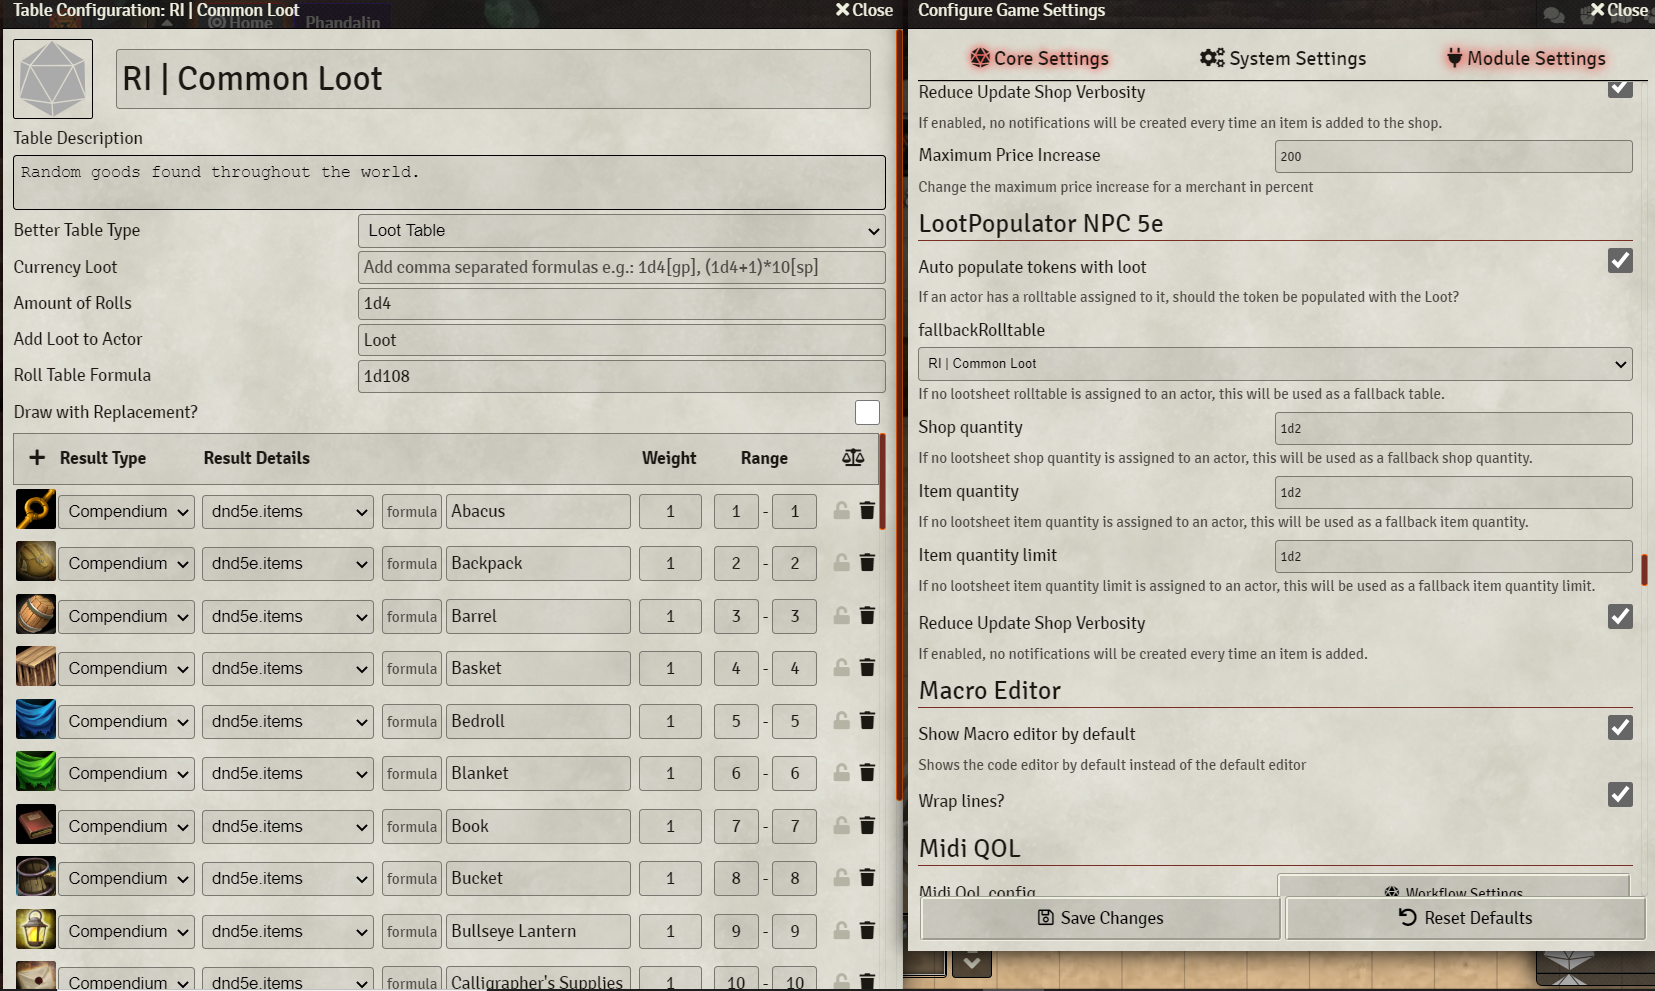 Table Configuration: RI | Common Loot
Close
Home
Phandalin
RI | Common Loot
Table Description
Random goods found throughout the world.
Better Table Type
Loot Table
Currency Loot
Add comma separated formulas e.g.: 1d4[gp], (1d4+1)*10[sp]
Amount of Rolls
1d4
Add Loot to Actor
Loot
Roll Table Formula
1d108
Draw with Replacement?
Result Type Result Details Weight Range
Compendium dnd5e.items formula Abacus 1 1 - 1
Compendium dnd5e.items formula Backpack 1 2 - 2
Compendium dnd5e.items formula Barrel 1 3 - 3
Compendium dnd5e.items formula Basket 1 4 - 4
Compendium dnd5e.items formula Bedroll 1 5 - 5
Compendium dnd5e.items formula Blanket 1 6 - 6
Compendium dnd5e.items formula Book 1 7 - 7
Compendium dnd5e.items formula Bucket 1 8 - 8
Compendium dnd5e.items formula Bullseye Lantern 1 9 - 9
Compendium dnd5e.items formula Calligrapher's Supplies 1 10 - 10
Configure Game Settings
Close
Core Settings
System Settings
Module Settings
Reduce Update Shop Verbosity
If enabled, no notifications will be created every time an item is added to the shop.
Maximum Price Increase
200
Change the maximum price increase for a merchant in percent
LootPopulator NPC 5e
Auto populate tokens with loot
If an actor has a rolltable assigned to it, should the token be populated with the Loot?
fallbackRolltable
RI | Common Loot
If no lootsheet rolltable is assigned to an actor, this will be used as a fallback table.
Shop quantity
1d2
If no lootsheet shop quantity is assigned to an actor, this will be used as a fallback shop quantity.
Item quantity
1d2
If no lootsheet item quantity is assigned to an actor, this will be used as a fallback item quantity.
Item quantity limit
1d2
If no lootsheet item quantity limit is assigned to an actor, this will be used as a fallback item quantity limit.
Reduce Update Shop Verbosity
If enabled, no notifications will be created every time an item is added.
Macro Editor
Show Macro editor by default
Shows the code editor by default instead of the default editor
Wrap lines?
Midi QOL
Midi QoL config
Workflow Settings
Save Changes
Reset Defaults